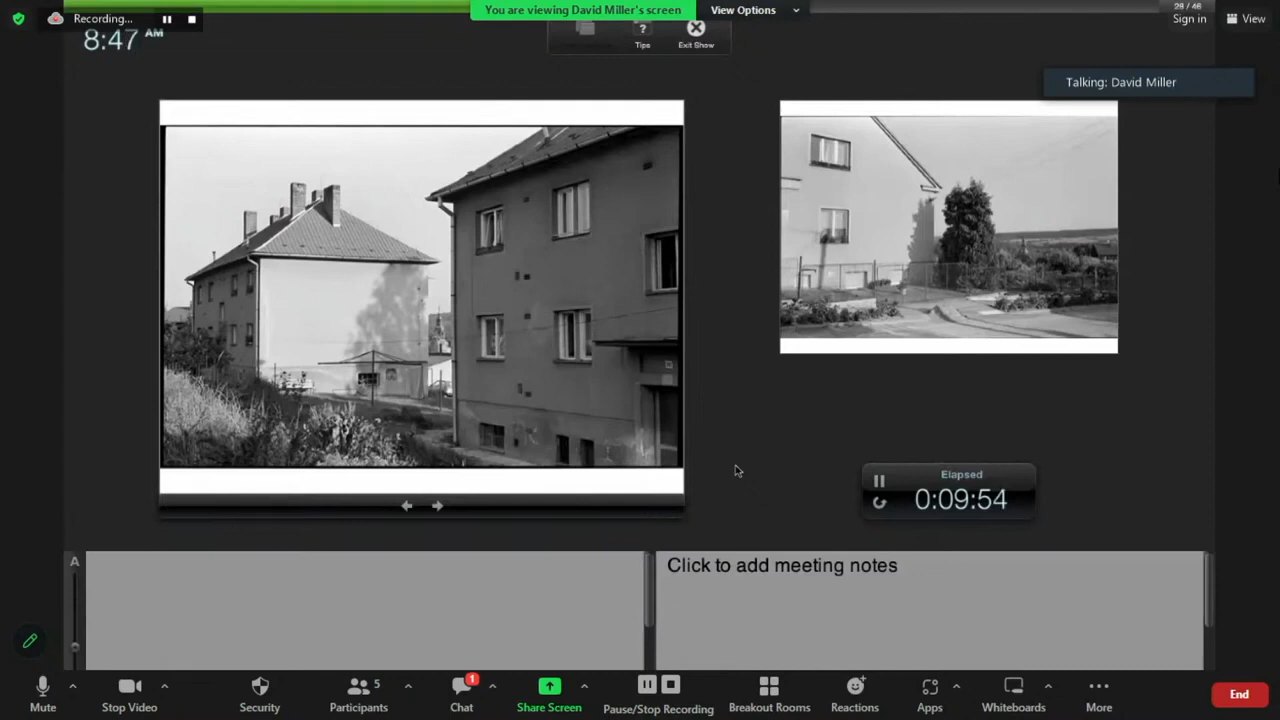 Recording...
You are viewing David Miller's screen
View Options
28 / 46
Sign in
View
8:47 AM
Tips
Exit Show
Talking: David Miller
Elapsed
0:09:54
A
Click to add meeting notes
Mute
Stop Video
Security
5
Participants
1
Chat
Share Screen
Pause/Stop Recording
Breakout Rooms
Reactions
Apps
Whiteboards
More
End